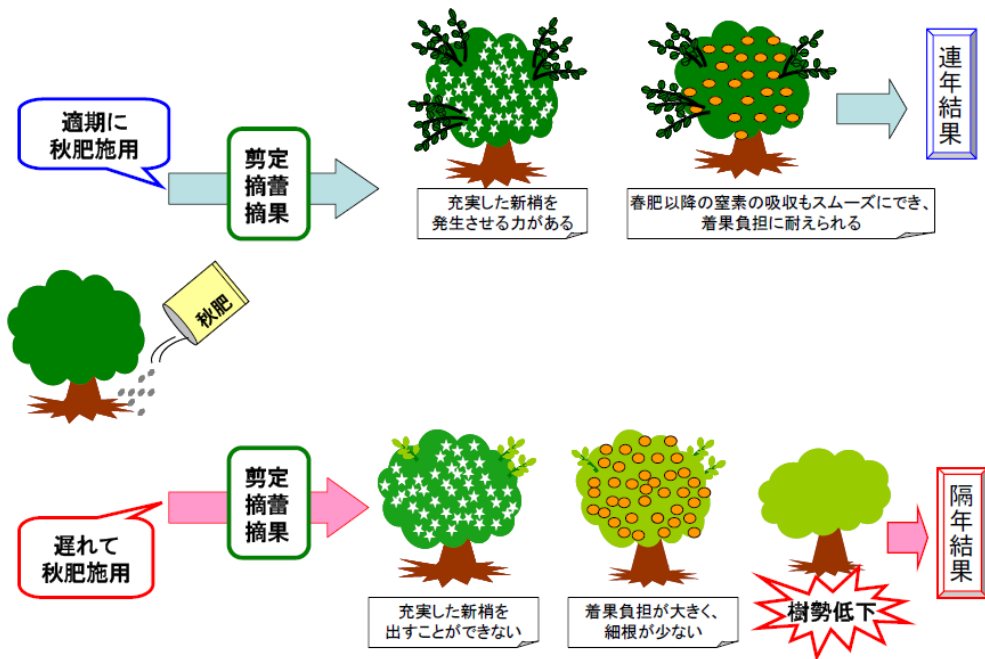 適期に
秋肥施用
剪定
摘蕾
摘果
充実した新梢を
発生させる力がある
春肥以降の窒素の吸収もスムーズにでき、
着果負担に耐えられる
連年結果
秋肥
遅れて
秋肥施用
剪定
摘蕾
摘果
充実した新梢を
出すことができない
着果負担が大きく、
細根が少ない
樹勢低下
隔年結果